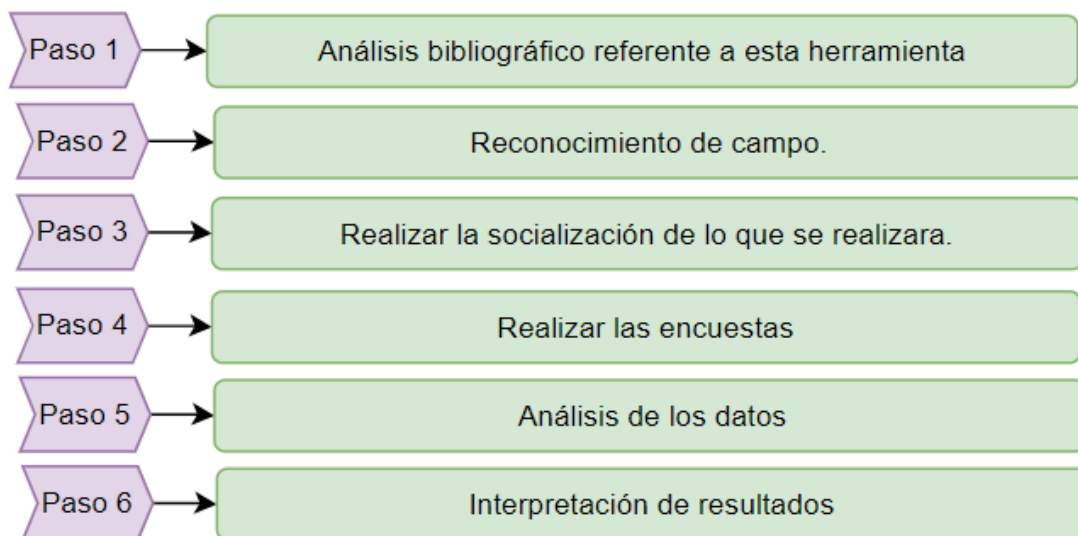 Paso 1
Análisis bibliográfico referente a esta herramienta
Paso 2
Reconocimiento de campo.
Paso 3
Realizar la socialización de lo que se realizara.
Paso 4
Realizar las encuestas
Paso 5
Análisis de los datos
Paso 6
Interpretación de resultados